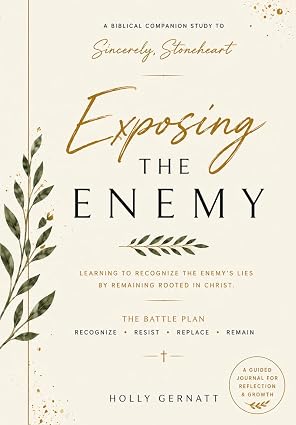 A BIBLICAL COMPANION STUDY TO
Sincerely, Stoneheart
Exposing
THE
ENEMY
LEARNING TO RECOGNIZE THE ENEMY'S LIES
BY REMAINING ROOTED IN CHRIST.
THE BATTLE PLAN
RECOGNIZE • RESIST • REPLACE • REMAIN
A GUIDED
JOURNAL FOR
REFLECTION
& GROWTH
HOLLY GERNATT